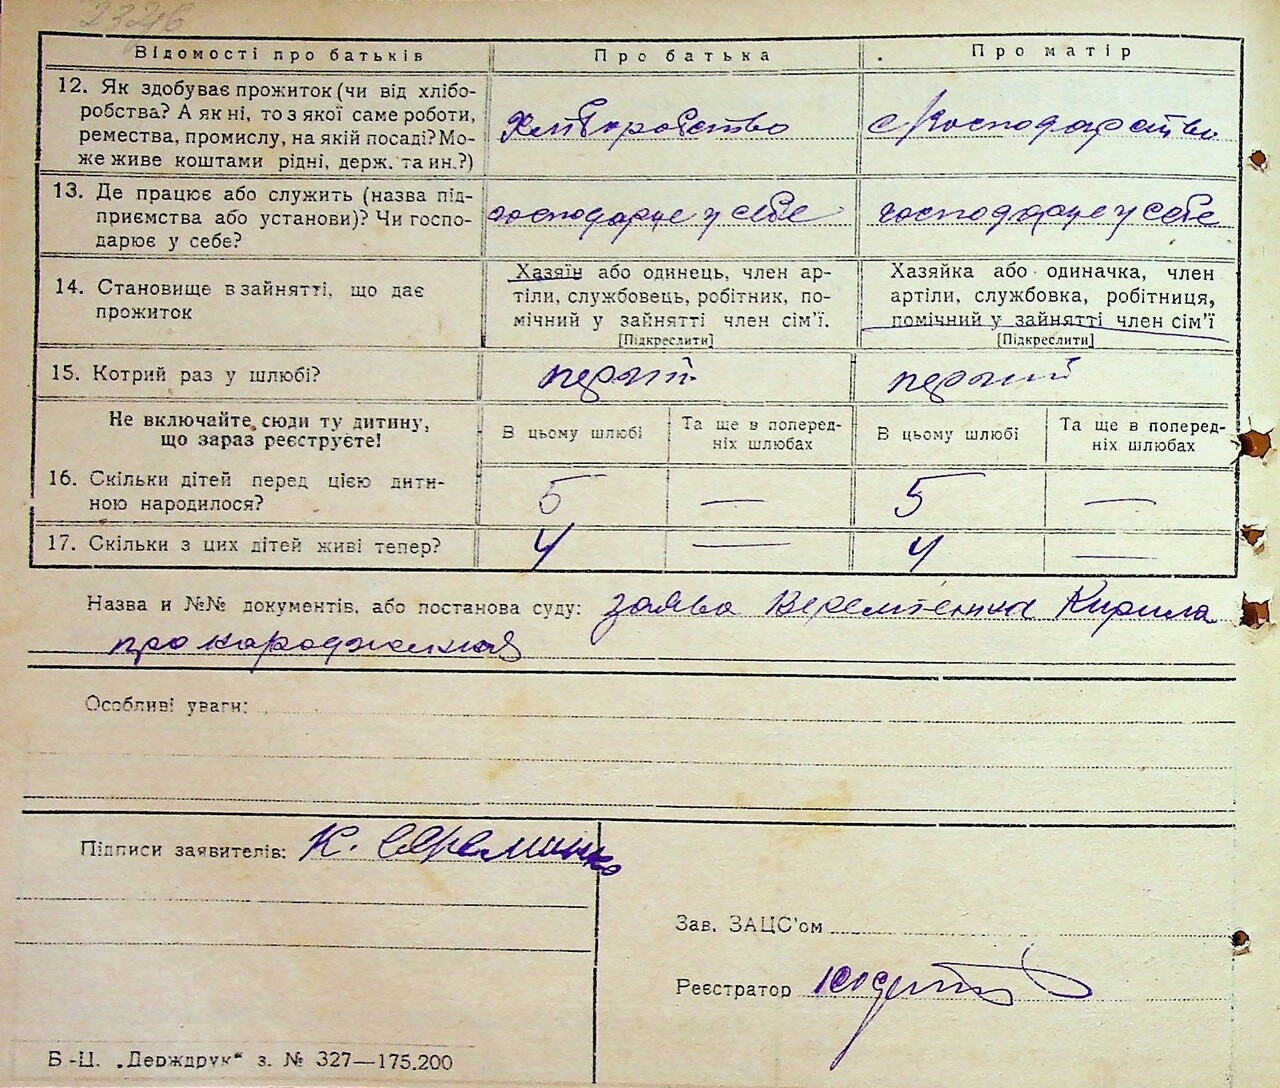 2326
Відомості про батьків Про батька Про матір
12. Як здобуває прожиток (чи від хлібо-
робства? А як ні, то з якої саме роботи,
ремества, промислу, на якій посаді? Мо-
же живе коштами рідні, держ. та ин.?)
Хліборобство
Господарство
13. Де працює або служить (назва під-
приємства або установи)? Чи госпо-
дарює у себе?
господарює у себе господарює у себе
14. Становище в зайнятті, що дає
прожиток
Хазяїн або одинець, член ар-
тіли, службовець, робітник, по-
мічний у зайнятті член сім'ї.
[Підкреслити]
Хазяйка або одиначка, член
артіли, службовка, робітниця,
помічний у зайнятті член сім'ї
[Підкреслити]
15. Котрий раз у шлюбі? перший перший
Не включайте сюди ту дитину,
що зараз реєструєте!
В цьому шлюбі Та ще в поперед-
ніх шлюбах В цьому шлюбі Та ще в поперед-
ніх шлюбах
16. Скільки дітей перед цією дити-
ною народилося?
5 — 5 —
17. Скільки з цих дітей живі тепер? 4 — 4 —
Назва и №№ документів, або постанова суду: заява Кирила
про народження
Особливі уваги:
Підписи заявителів: К.
Зав. ЗАЦС'ом
Реєстратор
Б-Ц. „Держдрук“ з. № 327—175.200